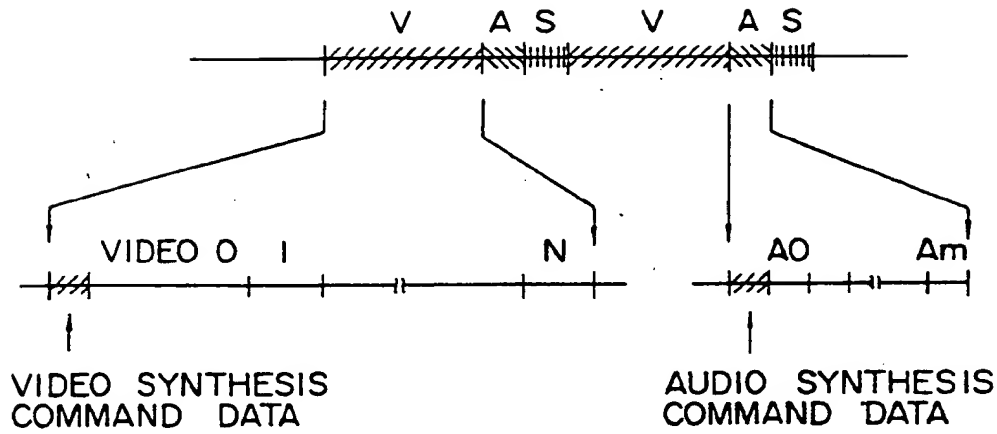 V A S V A S
VIDEO 0 1 N A0 Am
VIDEO SYNTHESIS
COMMAND DATA
AUDIO SYNTHESIS
COMMAND DATA